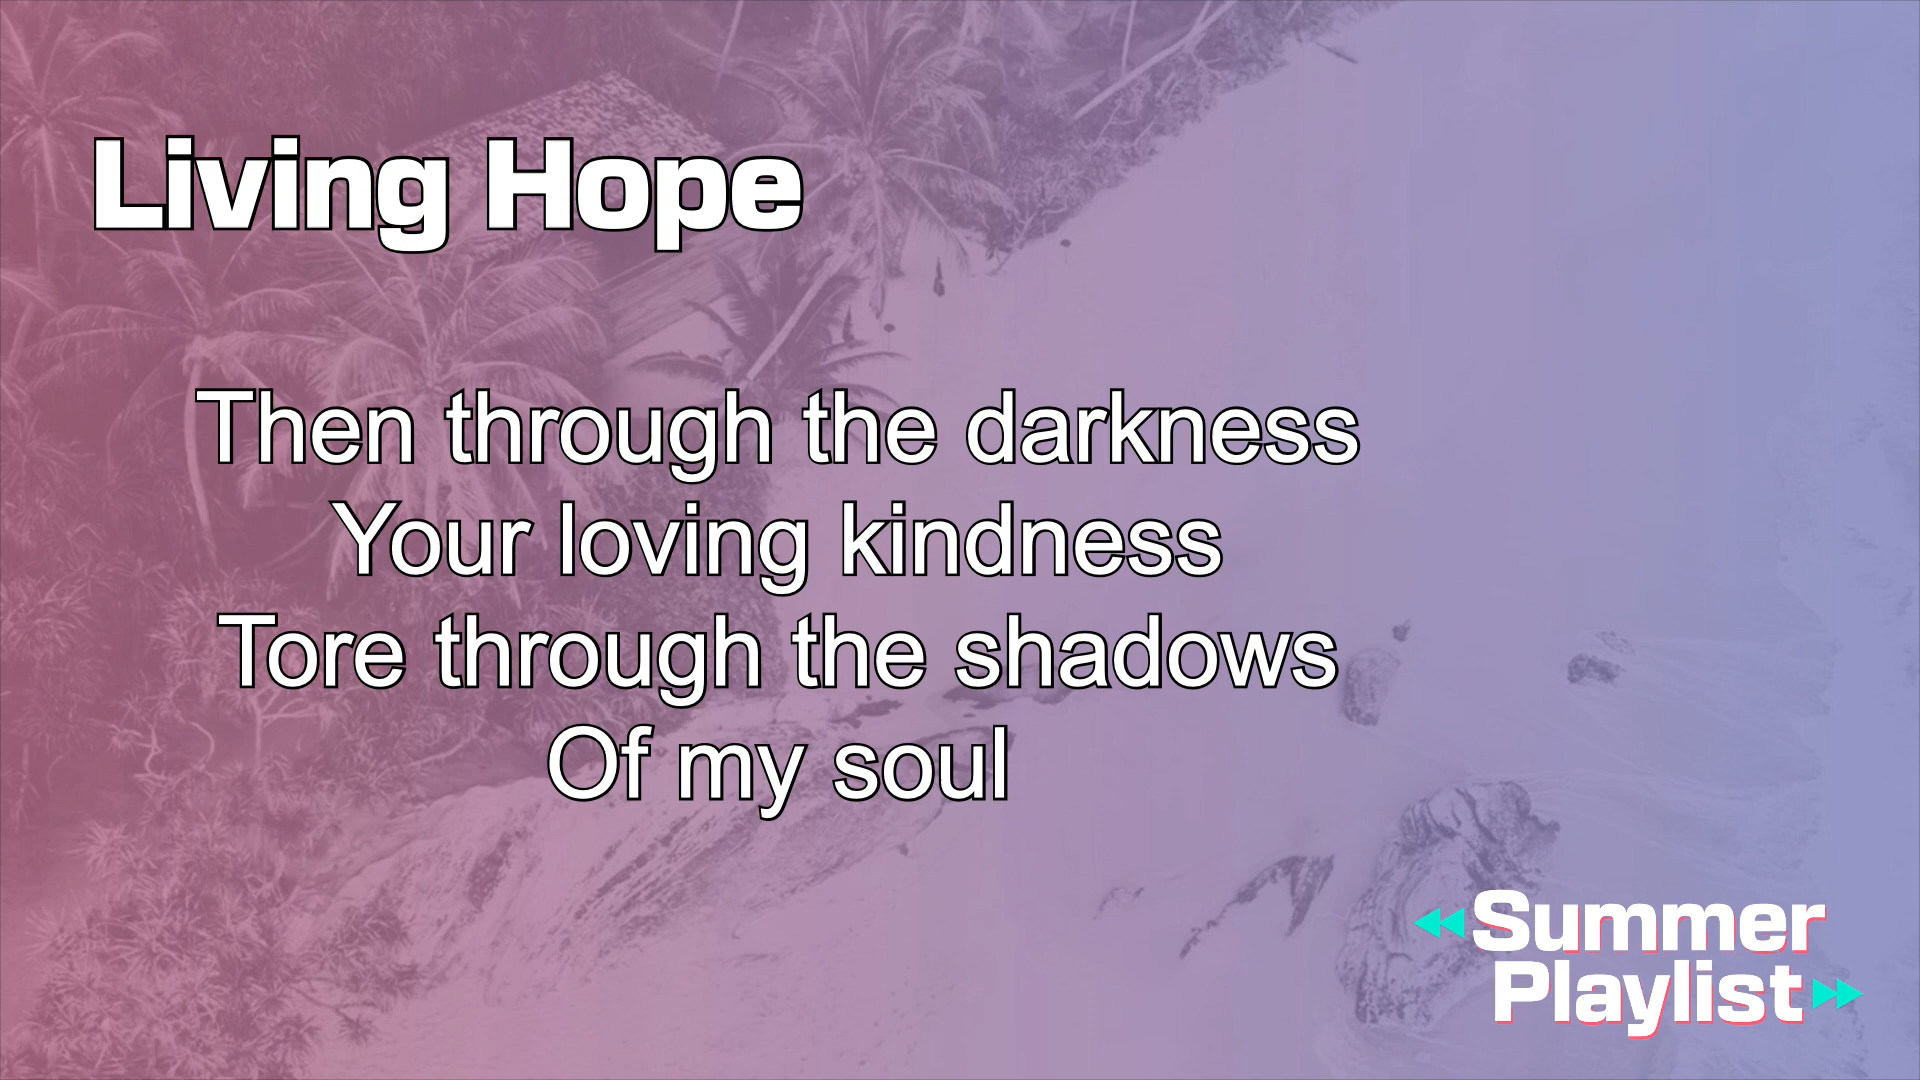 Living Hope
Then through the darkness
Your loving kindness
Tore through the shadows
Of my soul
Summer
Playlist